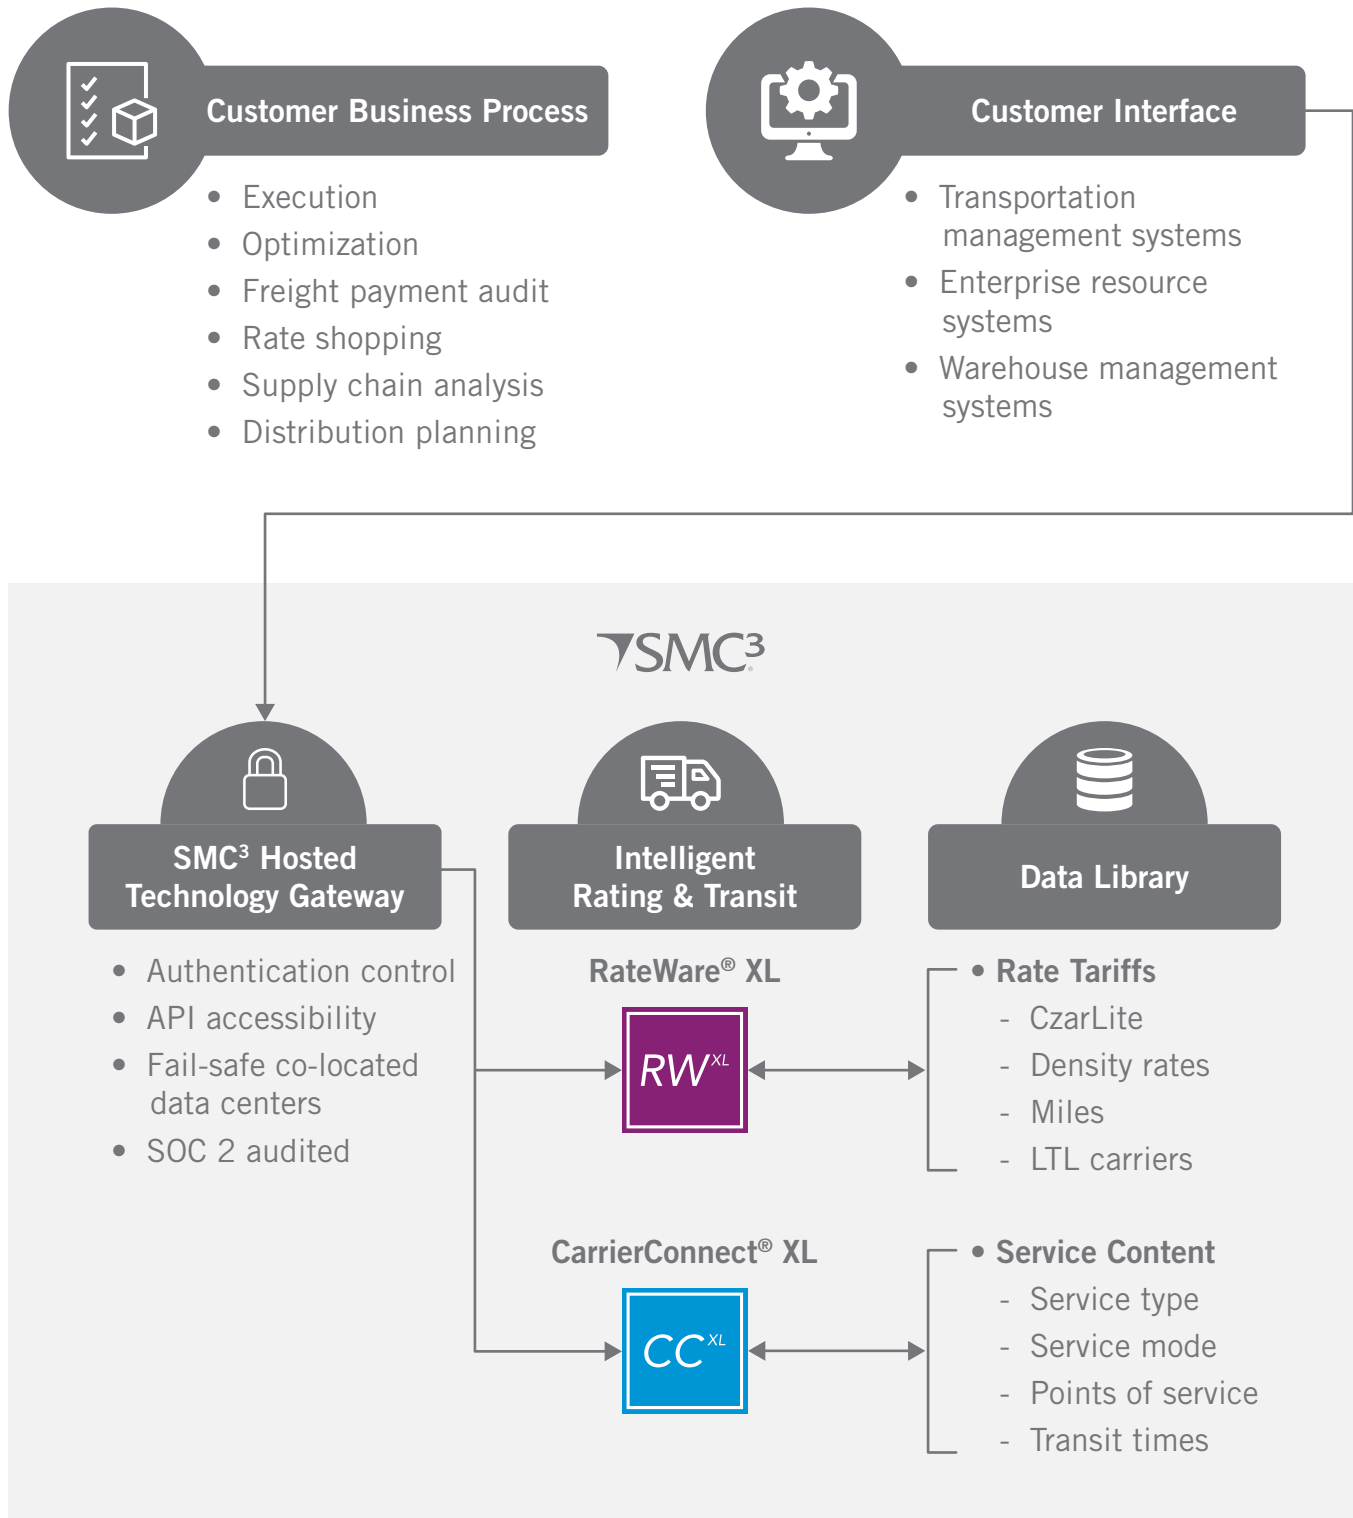 Customer Business Process
• Execution
• Optimization
• Freight payment audit
• Rate shopping
• Supply chain analysis
• Distribution planning
Customer Interface
• Transportation
management systems
• Enterprise resource
systems
• Warehouse management
systems
SMC³®
SMC³ Hosted
Technology Gateway
• Authentication control
• API accessibility
• Fail-safe co-located
data centers
• SOC 2 audited
Intelligent
Rating & Transit
RateWare® XL
RW XL
CarrierConnect® XL
CC XL
Data Library
• Rate Tariffs
- CzarLite
- Density rates
- Miles
- LTL carriers
• Service Content
- Service type
- Service mode
- Points of service
- Transit times